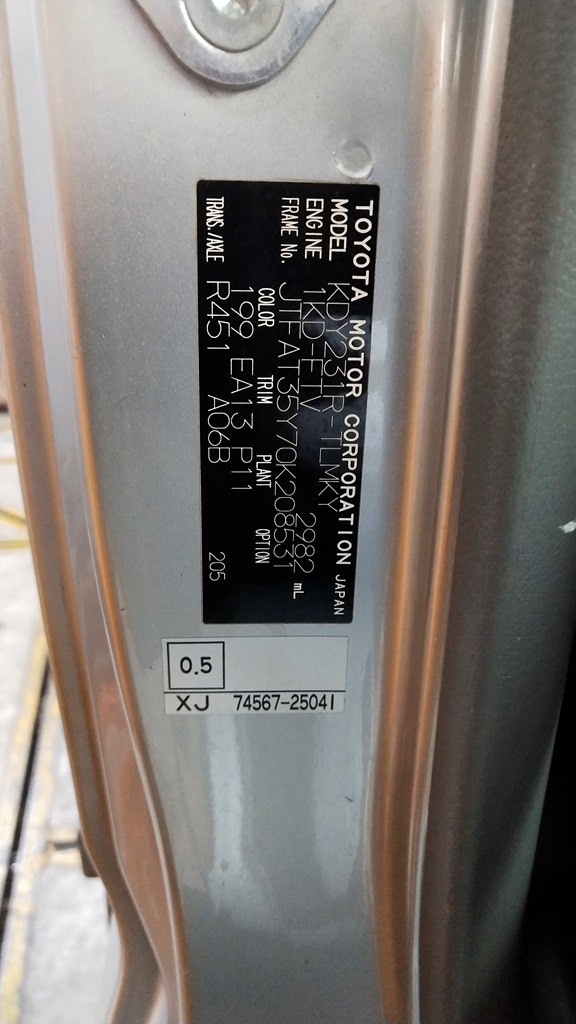 TOYOTA MOTOR CORPORATION JAPAN
MODEL KDY231R-TLMKY
ENGINE 1KD-FTV 2982 mL
FRAME No. JTFAT35Y70K208531
COLOR TRIM PLANT OPTION
199 EA13 P11
TRANS./AXLE R451 A06B 205
0.5
XJ 74567-25041